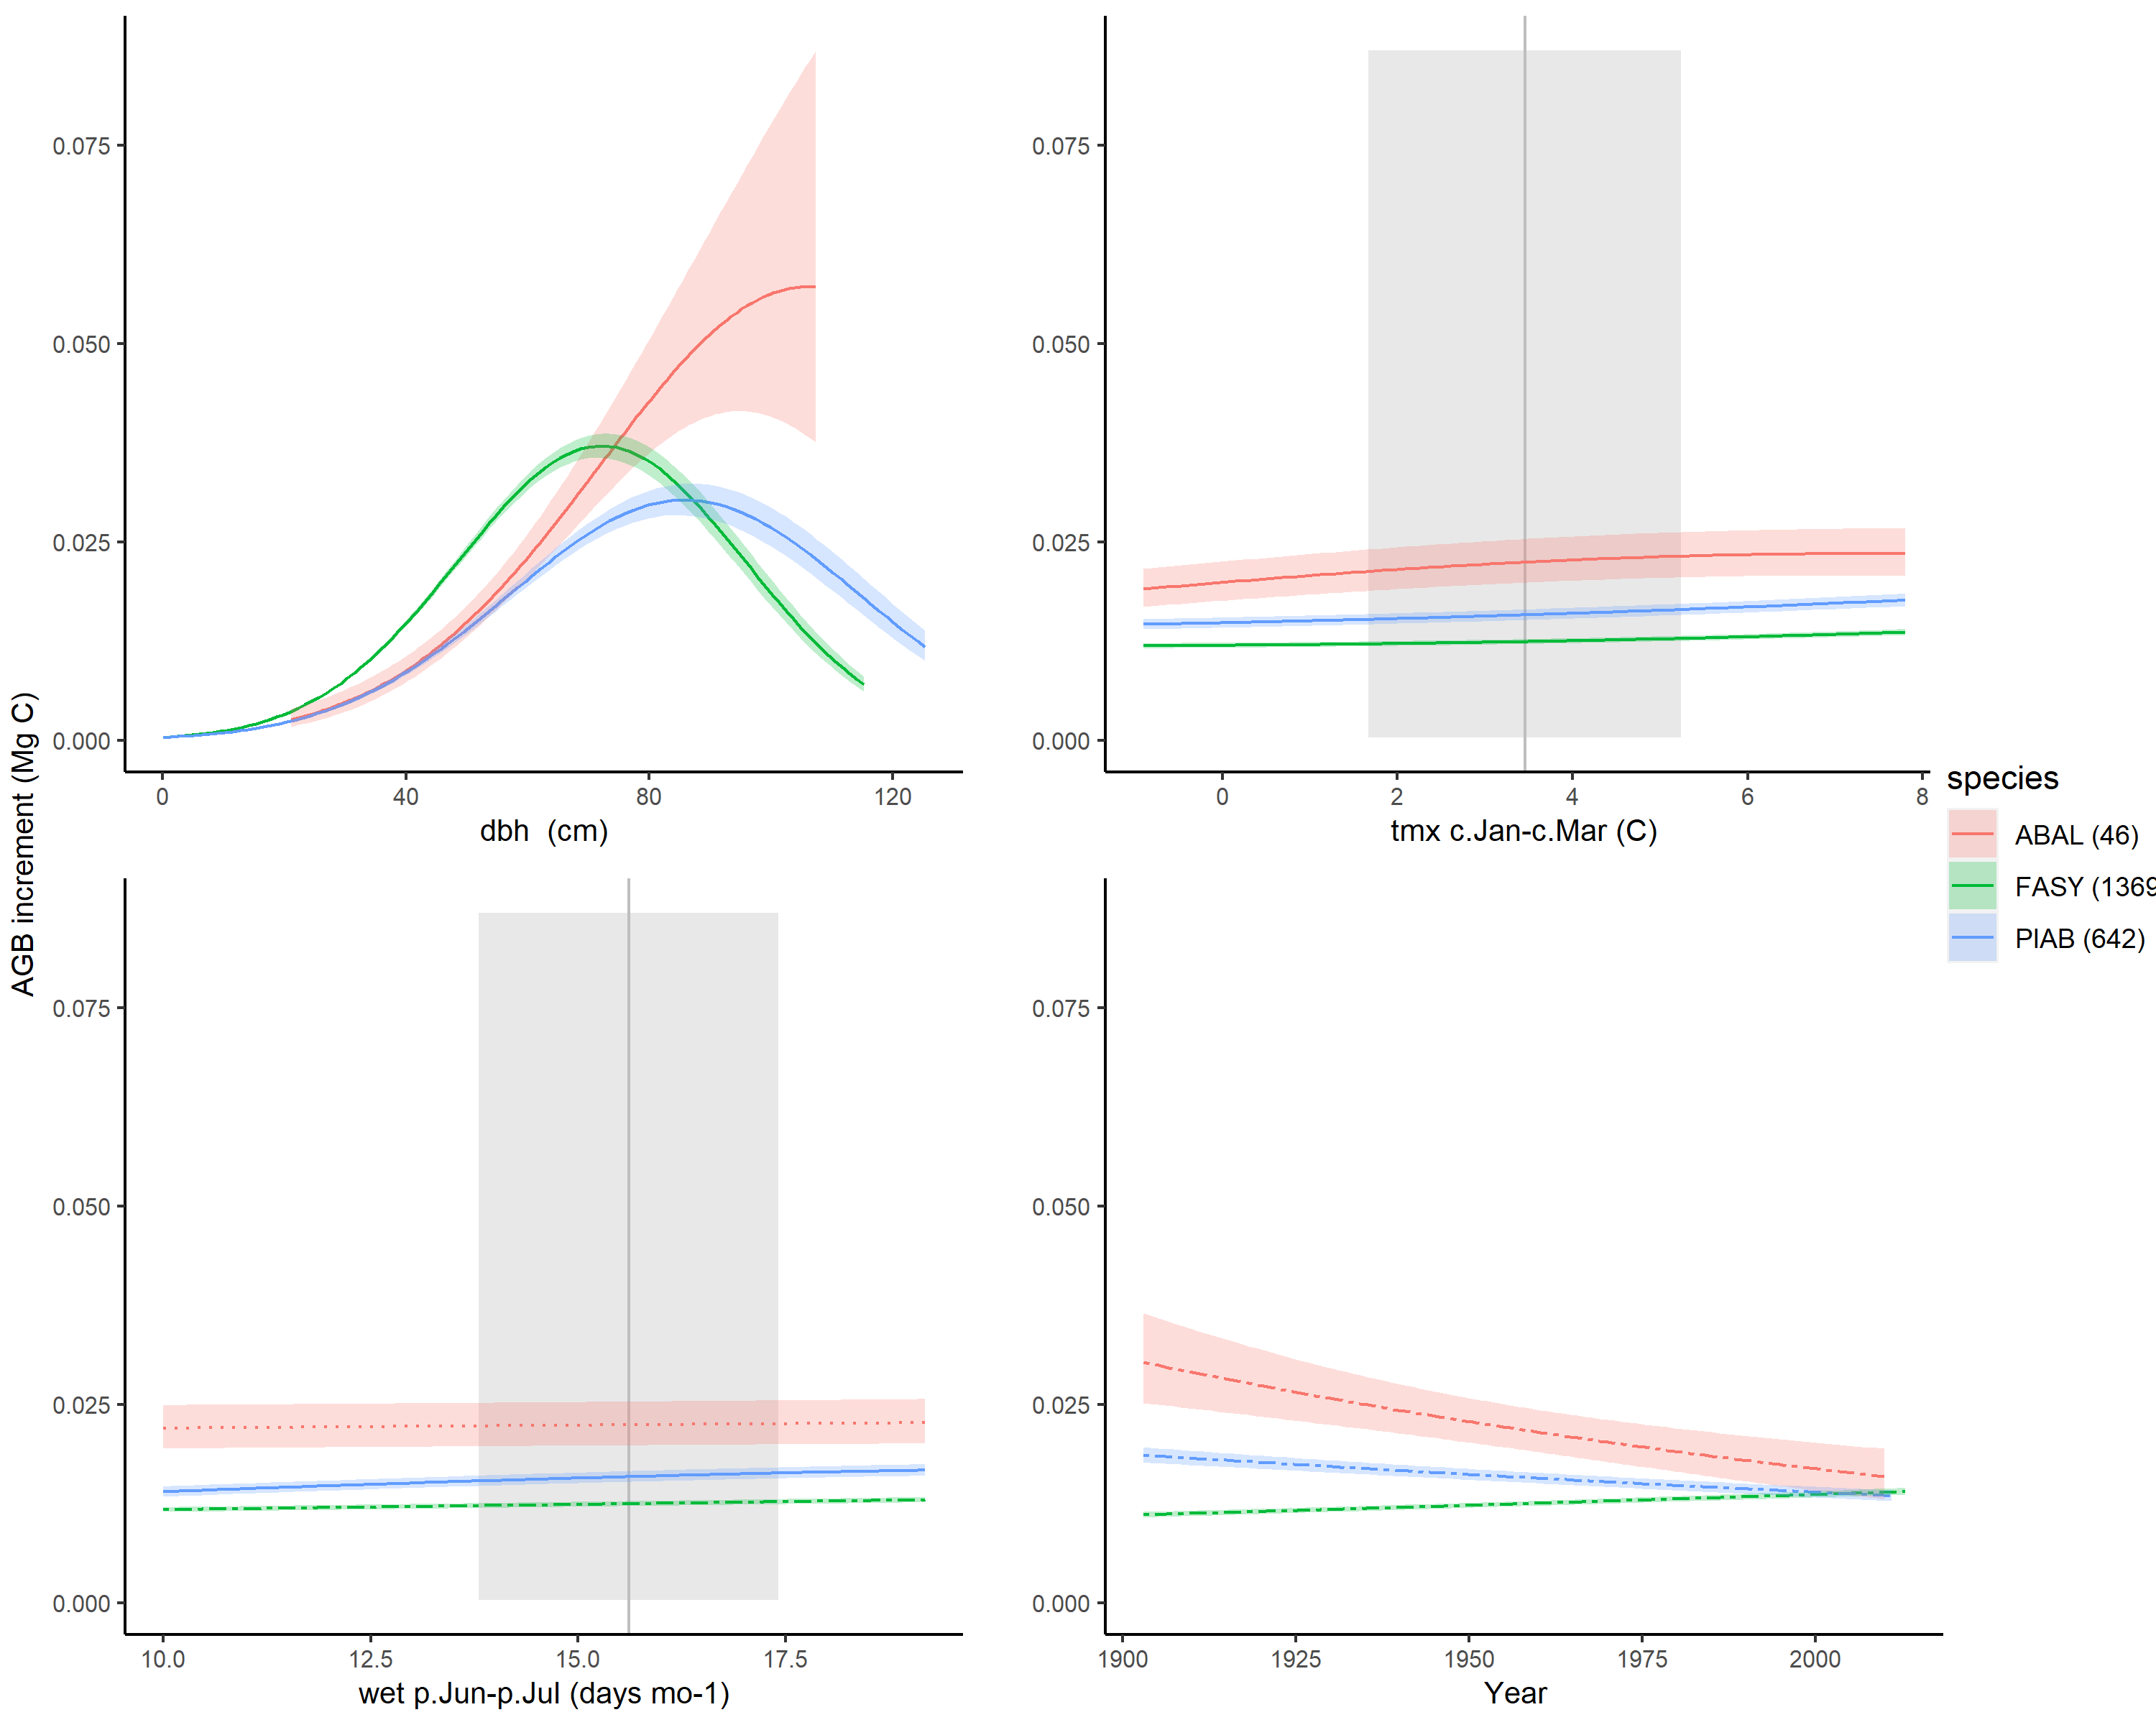 AGB increment (Mg C)
0.075
0.050
0.025
0.000
0 40 80 120
dbh (cm)
0.075
0.050
0.025
0.000
0 2 4 6 8
tmx c.Jan-c.Mar (C)
0.075
0.050
0.025
0.000
10.0 12.5 15.0 17.5
wet p.Jun-p.Jul (days mo-1)
0.075
0.050
0.025
0.000
1900 1925 1950 1975 2000
Year
species
ABAL (46)
FASY (1369
PIAB (642)